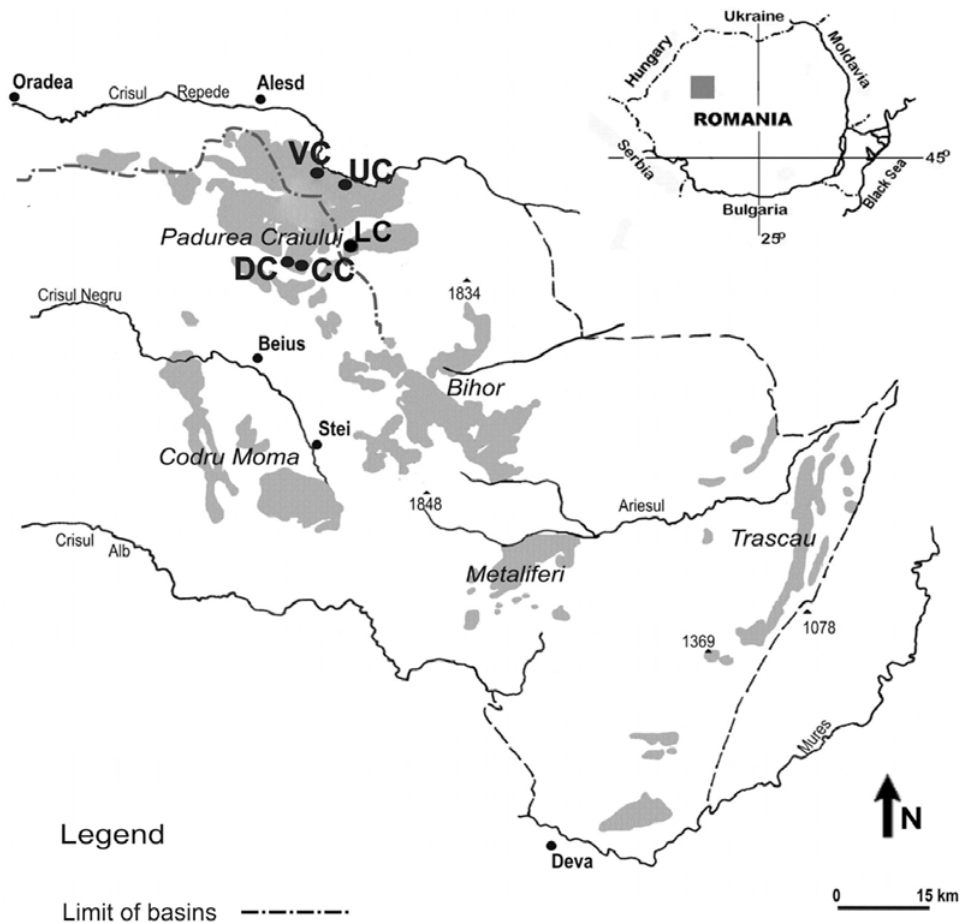 Ukraine
Hungary
Moldavia
ROMANIA
Serbia
45º
Bulgaria
Black Sea
25º
Oradea
Crisul Repede
Alesd
VC
UC
Padurea Craiului
LC
DC
CC
Crisul Negru
1834
Beius
Bihor
Stei
Codru Moma
1848
Ariesul
Crisul Alb
Trascau
Metaliferi
1369
1078
Mures
Legend
N
Deva
Limit of basins
0 15 km